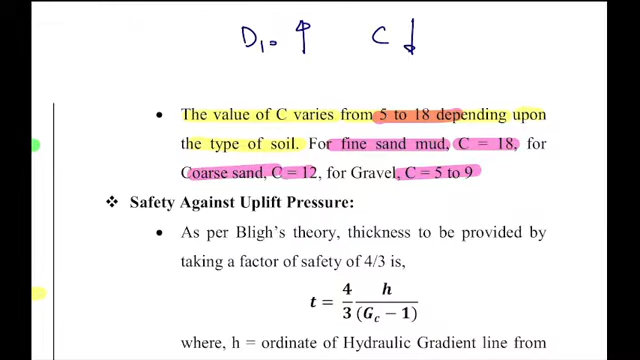 D₁₀ ↑ C ↓
• The value of C varies from 5 to 18 depending upon
the type of soil. For fine sand mud, C = 18, for
Coarse sand, C = 12, for Gravel, C = 5 to 9
❖ Safety Against Uplift Pressure:
• As per Bligh's theory, thickness to be provided by
taking a factor of safety of 4/3 is,
t = 4/3 h/(G_c − 1)
where, h = ordinate of Hydraulic Gradient line from